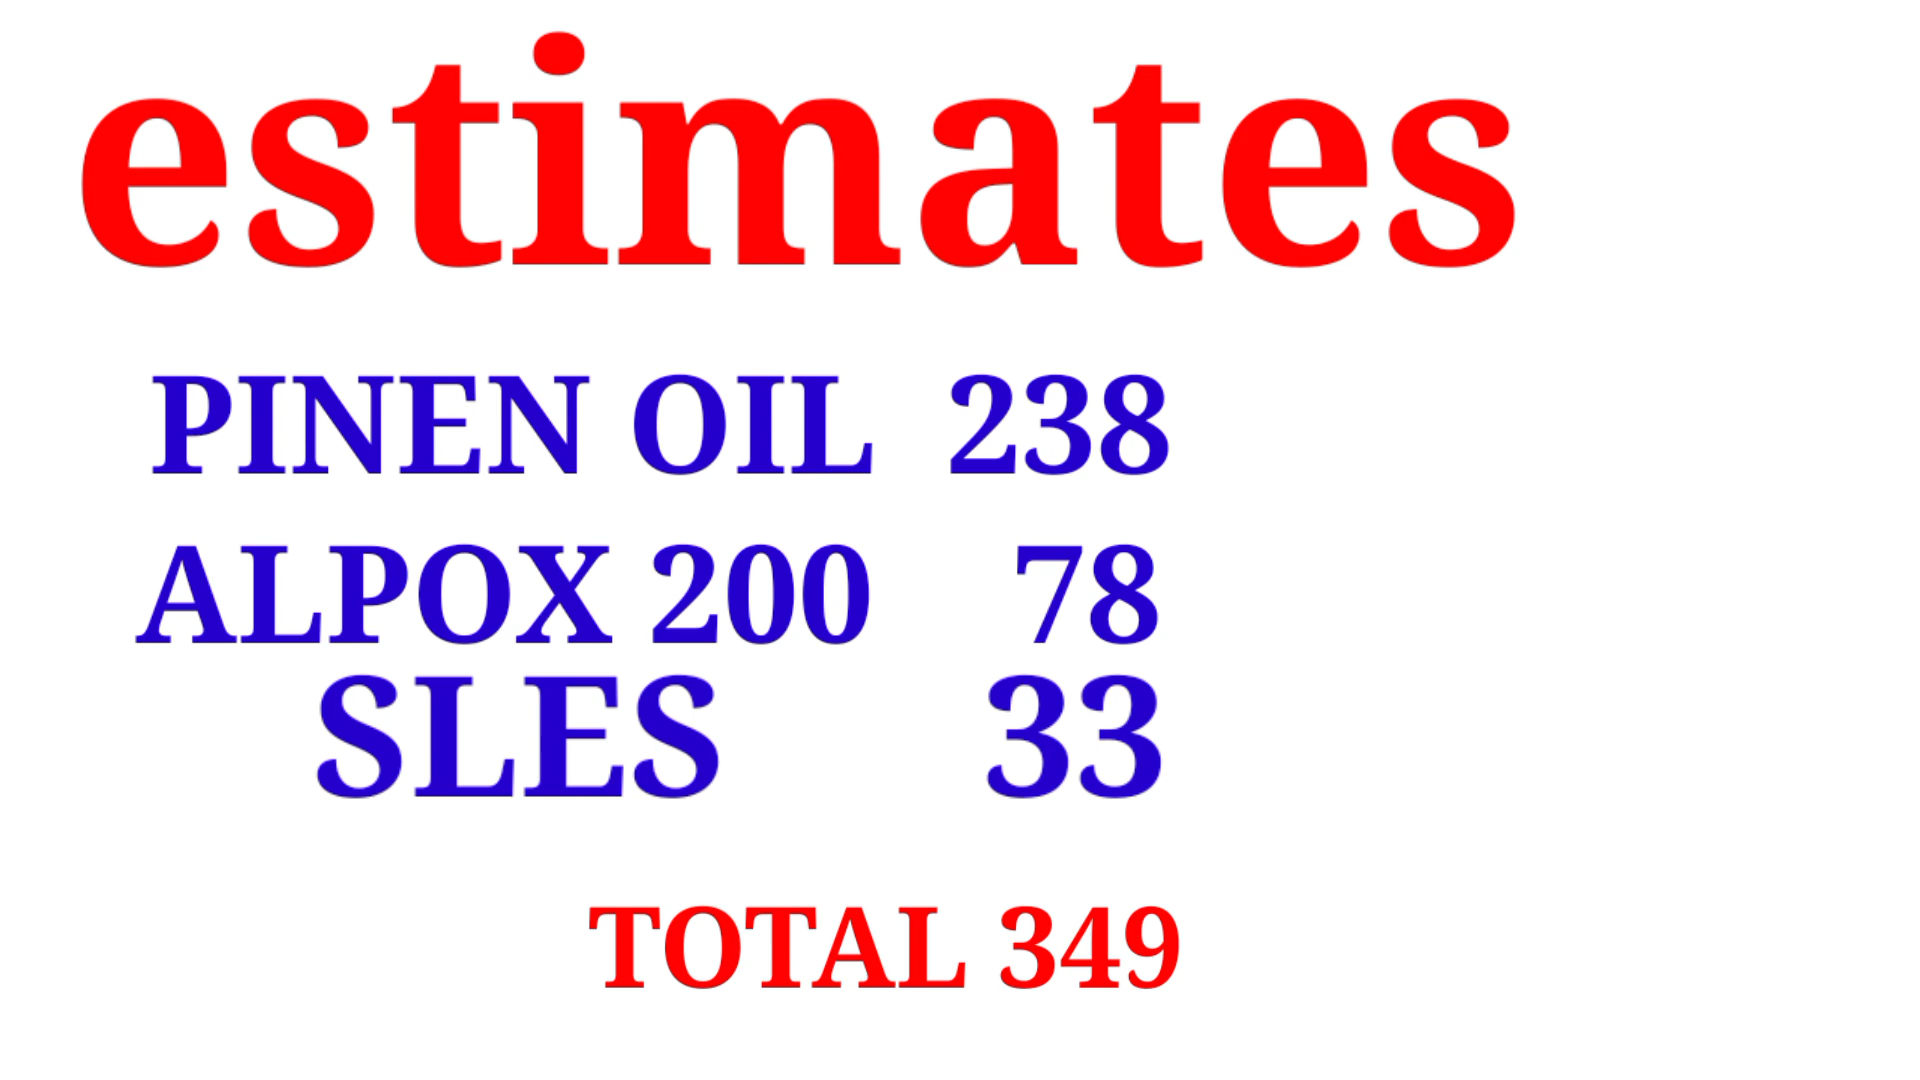 estimates
PINEN OIL 238
ALPOX 200 78
SLES 33
TOTAL 349